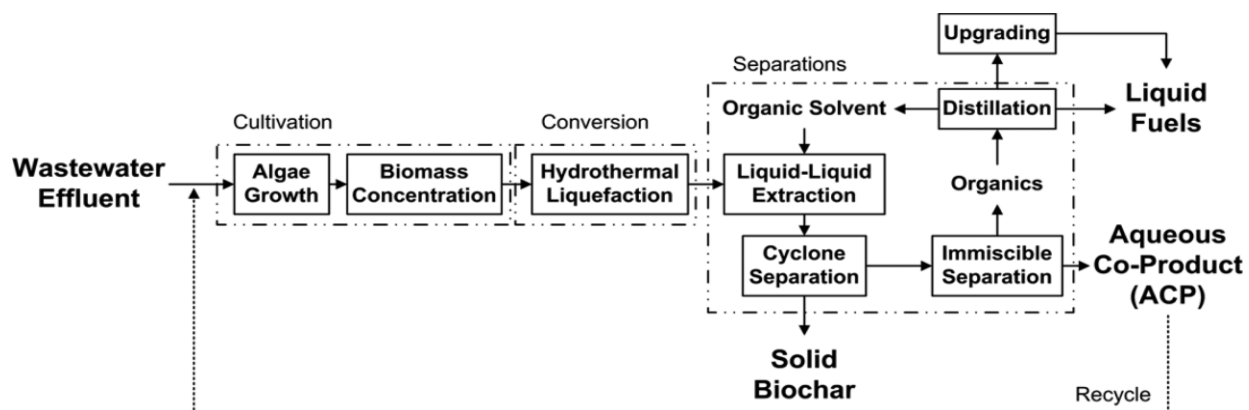 Upgrading
Separations
Organic Solvent
Distillation
Liquid
Fuels
Cultivation
Conversion
Wastewater
Effluent
Algae
Growth
Biomass
Concentration
Hydrothermal
Liquefaction
Liquid-Liquid
Extraction
Organics
Cyclone
Separation
Immiscible
Separation
Aqueous
Co-Product
(ACP)
Solid
Biochar
Recycle